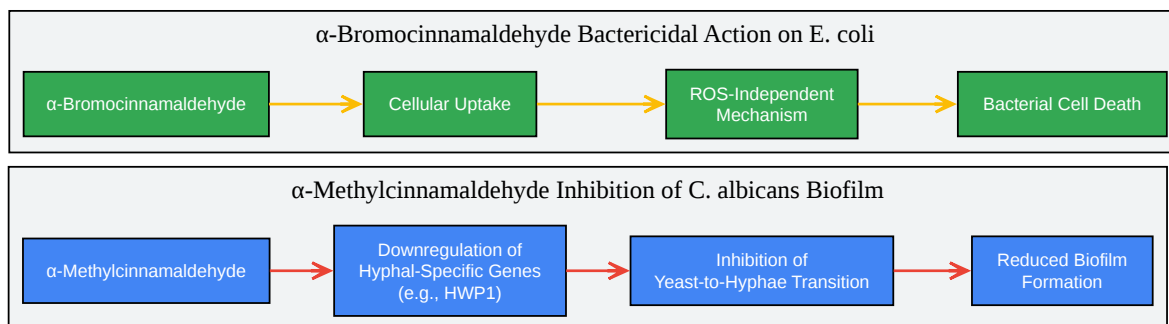 α-Bromocinnamaldehyde Bactericidal Action on E. coli
α-Bromocinnamaldehyde
Cellular Uptake
ROS-Independent
Mechanism
Bacterial Cell Death
α-Methylcinnamaldehyde Inhibition of C. albicans Biofilm
α-Methylcinnamaldehyde
Downregulation of
Hyphal-Specific Genes
(e.g., HWP1)
Inhibition of
Yeast-to-Hyphae Transition
Reduced Biofilm
Formation